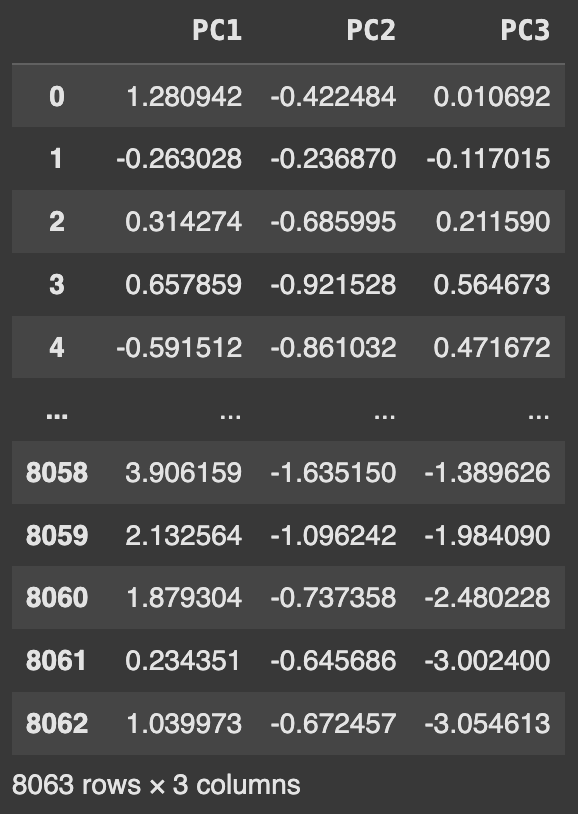 PC1 PC2 PC3
0 1.280942 -0.422484 0.010692
1 -0.263028 -0.236870 -0.117015
2 0.314274 -0.685995 0.211590
3 0.657859 -0.921528 0.564673
4 -0.591512 -0.861032 0.471672
... ... ... ...
8058 3.906159 -1.635150 -1.389626
8059 2.132564 -1.096242 -1.984090
8060 1.879304 -0.737358 -2.480228
8061 0.234351 -0.645686 -3.002400
8062 1.039973 -0.672457 -3.054613
8063 rows × 3 columns